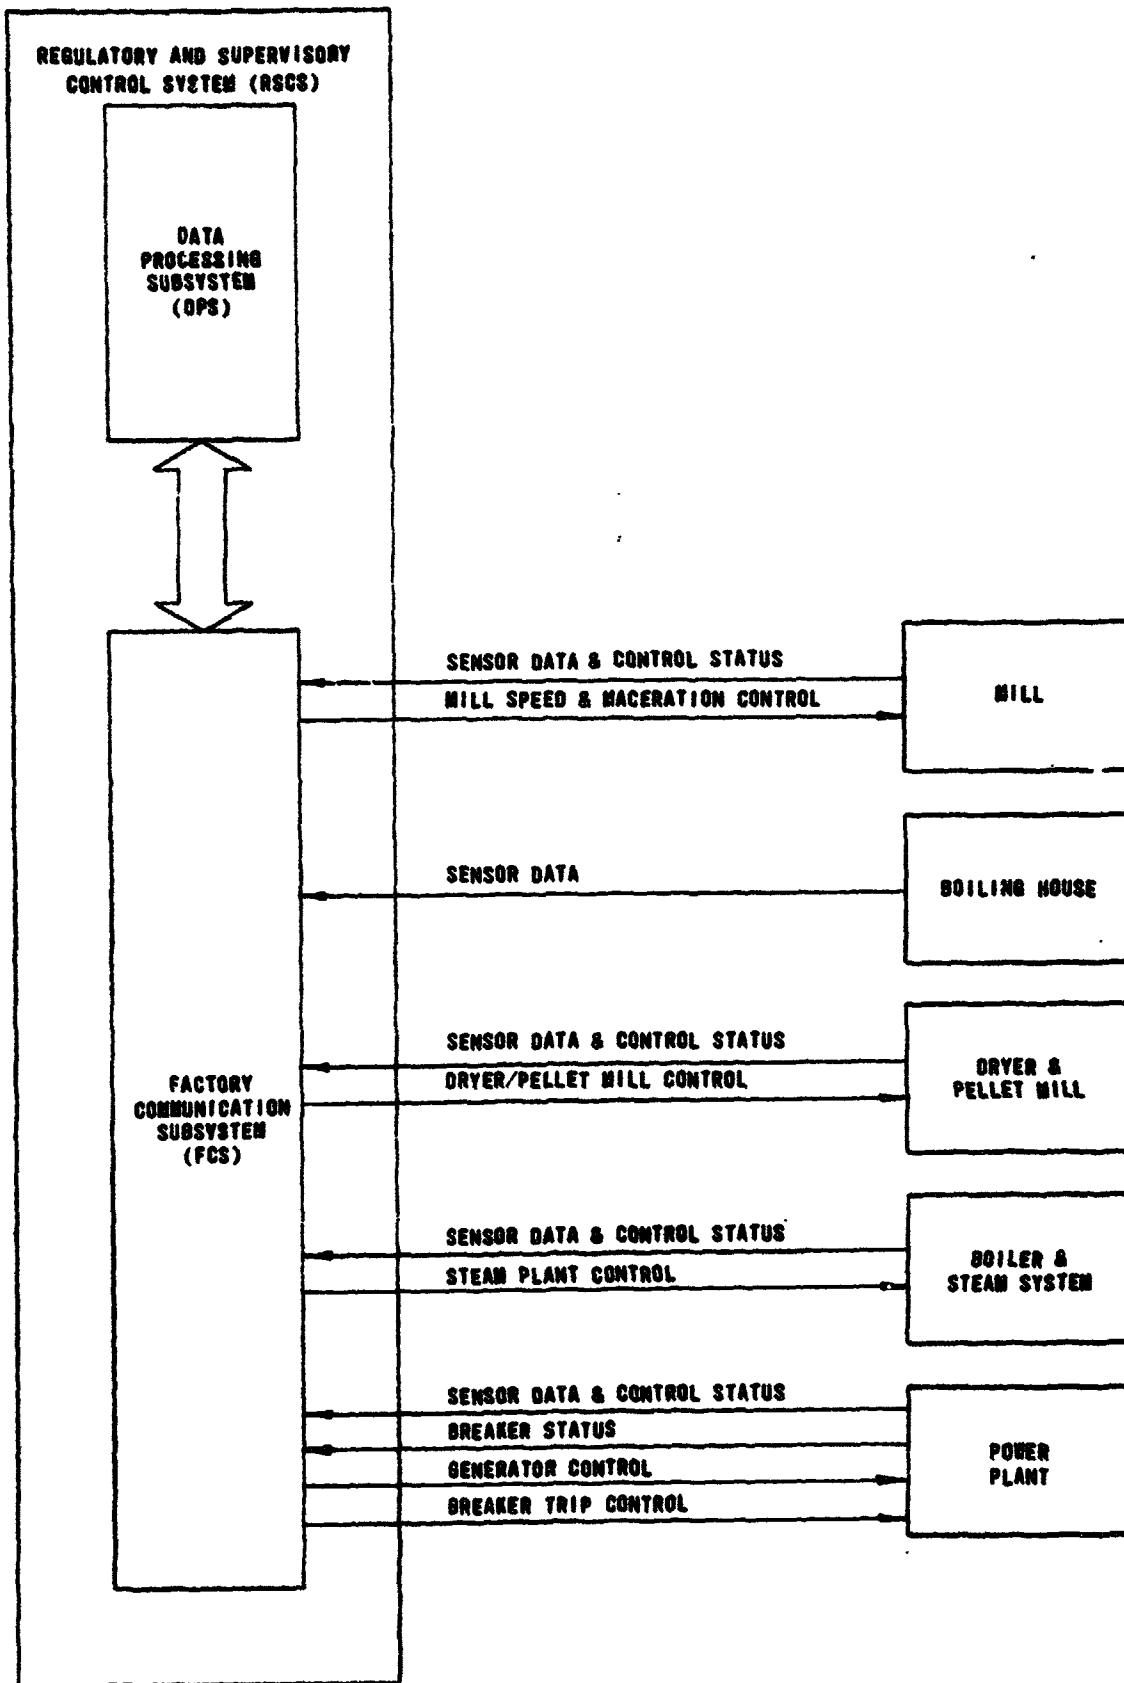 REGULATORY AND SUPERVISORY
CONTROL SYSTEM (RSCS)
DATA
PROCESSING
SUBSYSTEM
(DPS)
SENSOR DATA & CONTROL STATUS
MILL SPEED & MACERATION CONTROL
MILL
SENSOR DATA
BOILING HOUSE
SENSOR DATA & CONTROL STATUS
DRYER/PELLET MILL CONTROL
DRYER &
PELLET MILL
FACTORY
COMMUNICATION
SUBSYSTEM
(FCS)
SENSOR DATA & CONTROL STATUS
STEAM PLANT CONTROL
BOILER &
STEAM SYSTEM
SENSOR DATA & CONTROL STATUS
BREAKER STATUS
GENERATOR CONTROL
BREAKER TRIP CONTROL
POWER
PLANT